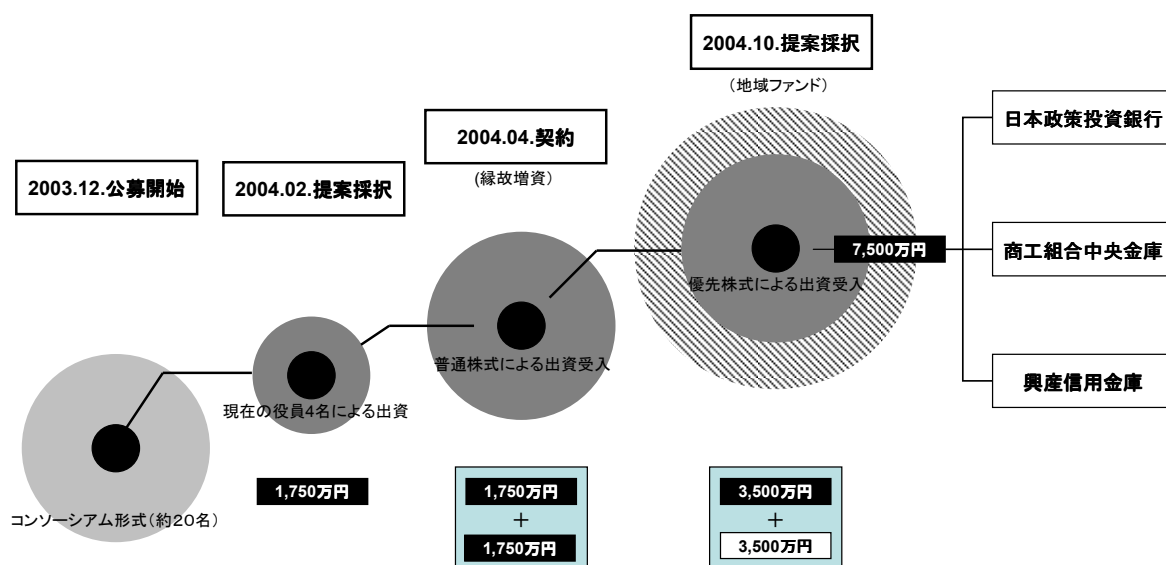 2003.12.公募開始
コンソーシアム形式(約20名)
2004.02.提案採択
現在の役員4名による出資
1,750万円
2004.04.契約
(縁故増資)
普通株式による出資受入
1,750万円
+
1,750万円
2004.10.提案採択
(地域ファンド)
優先株式による出資受入
7,500万円
3,500万円
+
3,500万円
日本政策投資銀行
商工組合中央金庫
興産信用金庫